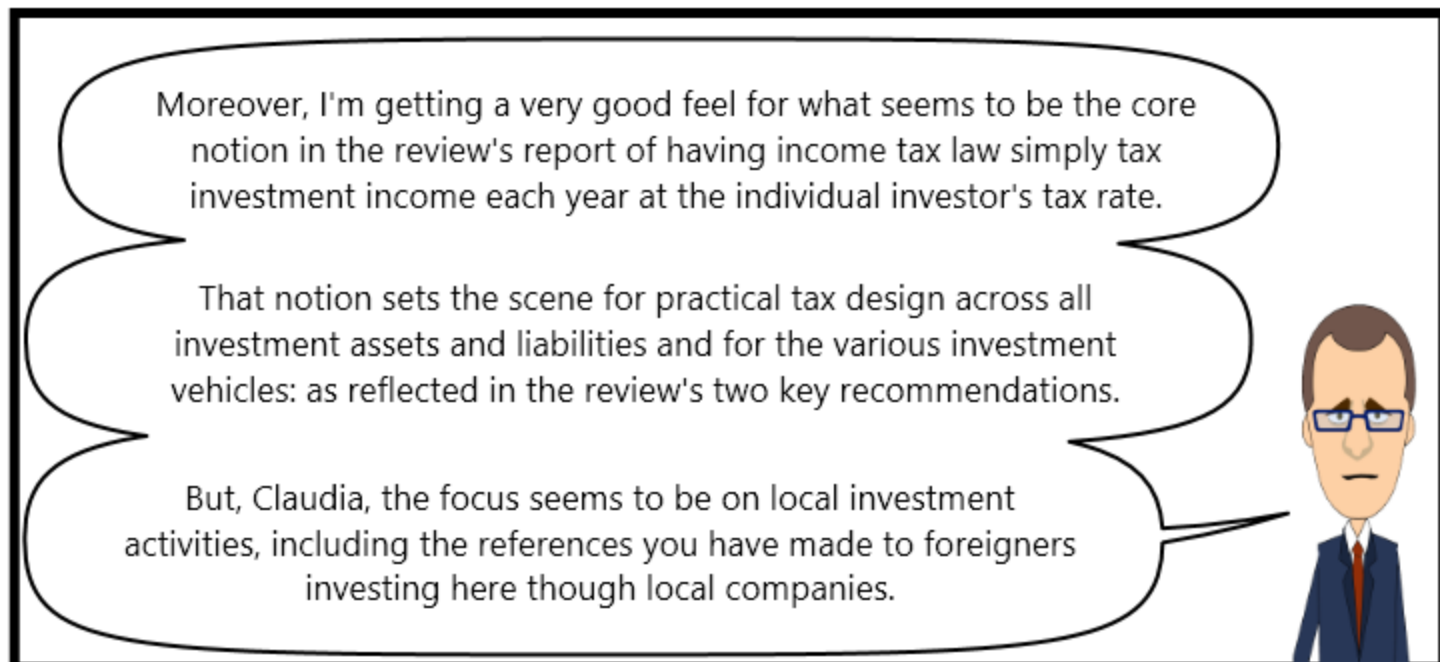 Moreover, I'm getting a very good feel for what seems to be the core
notion in the review's report of having income tax law simply tax
investment income each year at the individual investor's tax rate.
That notion sets the scene for practical tax design across all
investment assets and liabilities and for the various investment
vehicles: as reflected in the review's two key recommendations.
But, Claudia, the focus seems to be on local investment
activities, including the references you have made to foreigners
investing here though local companies.